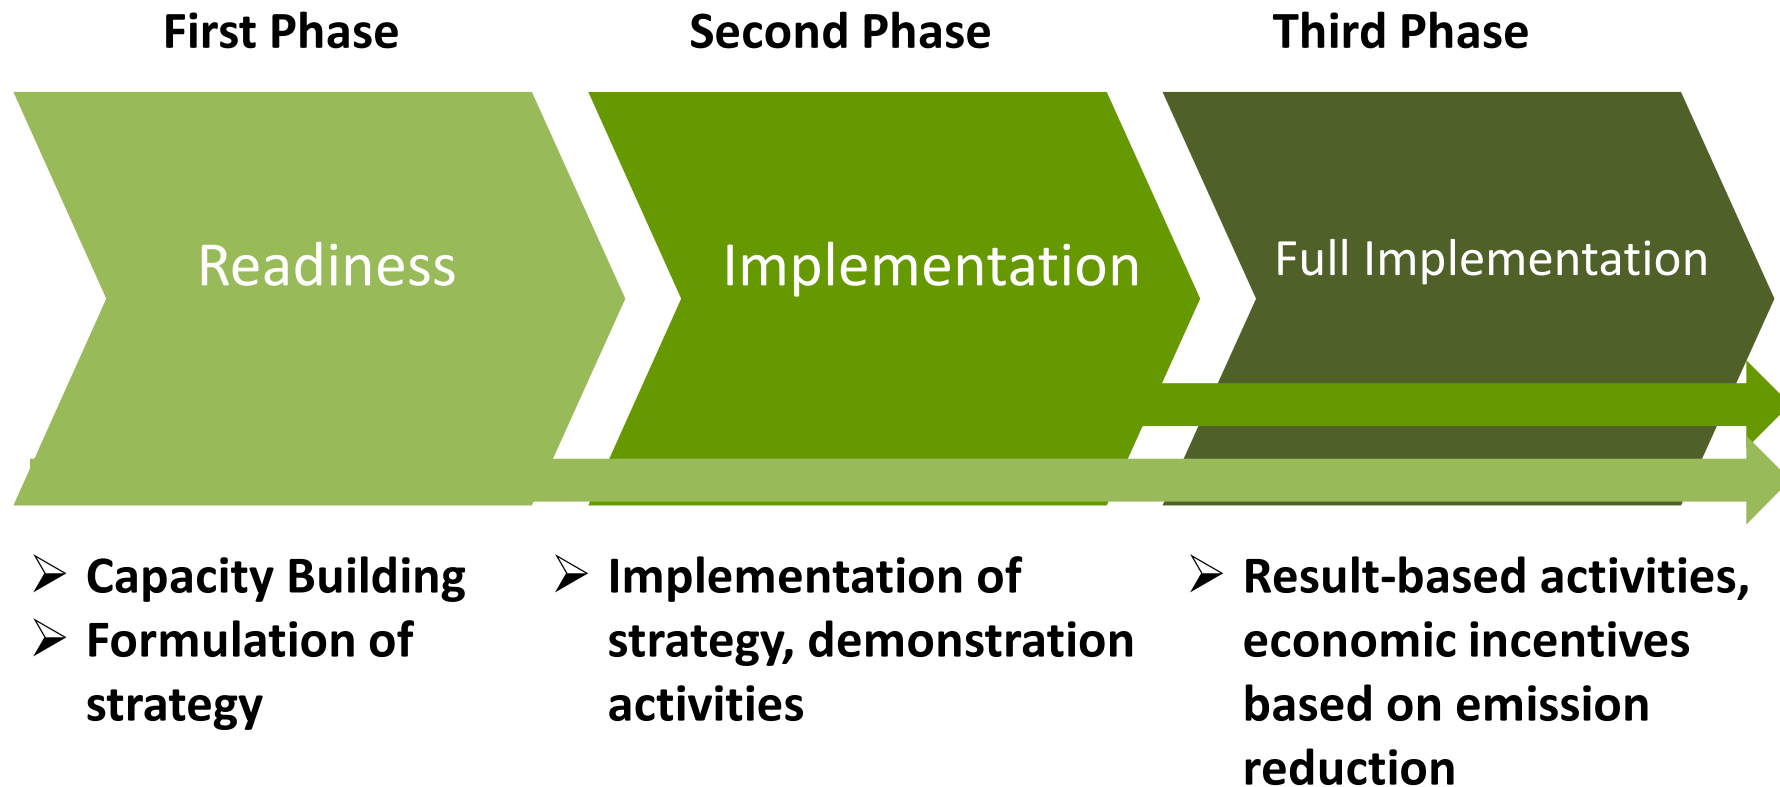 First Phase
Second Phase
Third Phase
Readiness
Implementation
Full Implementation
➢ Capacity Building
➢ Formulation of
strategy
➢ Implementation of
strategy, demonstration
activities
➢ Result-based activities,
economic incentives
based on emission
reduction